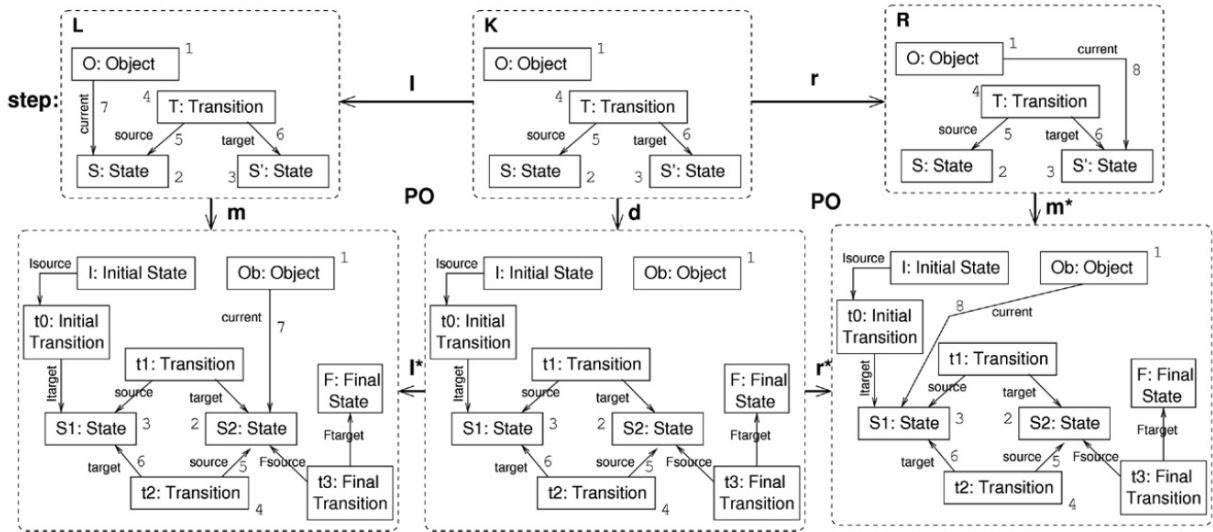 L
O: Object
1
7
current
4
T: Transition
source
5
target
6
S: State
2
3
S': State
step:
l
K
O: Object
1
4
T: Transition
source
5
target
6
S: State
2
3
S': State
r
R
O: Object
1
current
8
4
T: Transition
source
5
target
6
S: State
2
3
S': State
m
PO
d
PO
m*
Isource
I: Initial State
Ob: Object
1
t0: Initial
Transition
current
7
Itarget
t1: Transition
source
target
F: Final
State
S1: State
3
2
S2: State
Ftarget
target
6
source
5
Fsource
t2: Transition
4
t3: Final
Transition
l*
Isource
I: Initial State
Ob: Object
1
t0: Initial
Transition
Itarget
t1: Transition
source
target
F: Final
State
S1: State
3
2
S2: State
Ftarget
target
6
source
5
Fsource
t2: Transition
4
t3: Final
Transition
r*
Isource
I: Initial State
Ob: Object
1
t0: Initial
Transition
8
current
Itarget
t1: Transition
source
target
F: Final
State
S1: State
3
2
S2: State
Ftarget
target
6
source
5
Fsource
t2: Transition
4
t3: Final
Transition